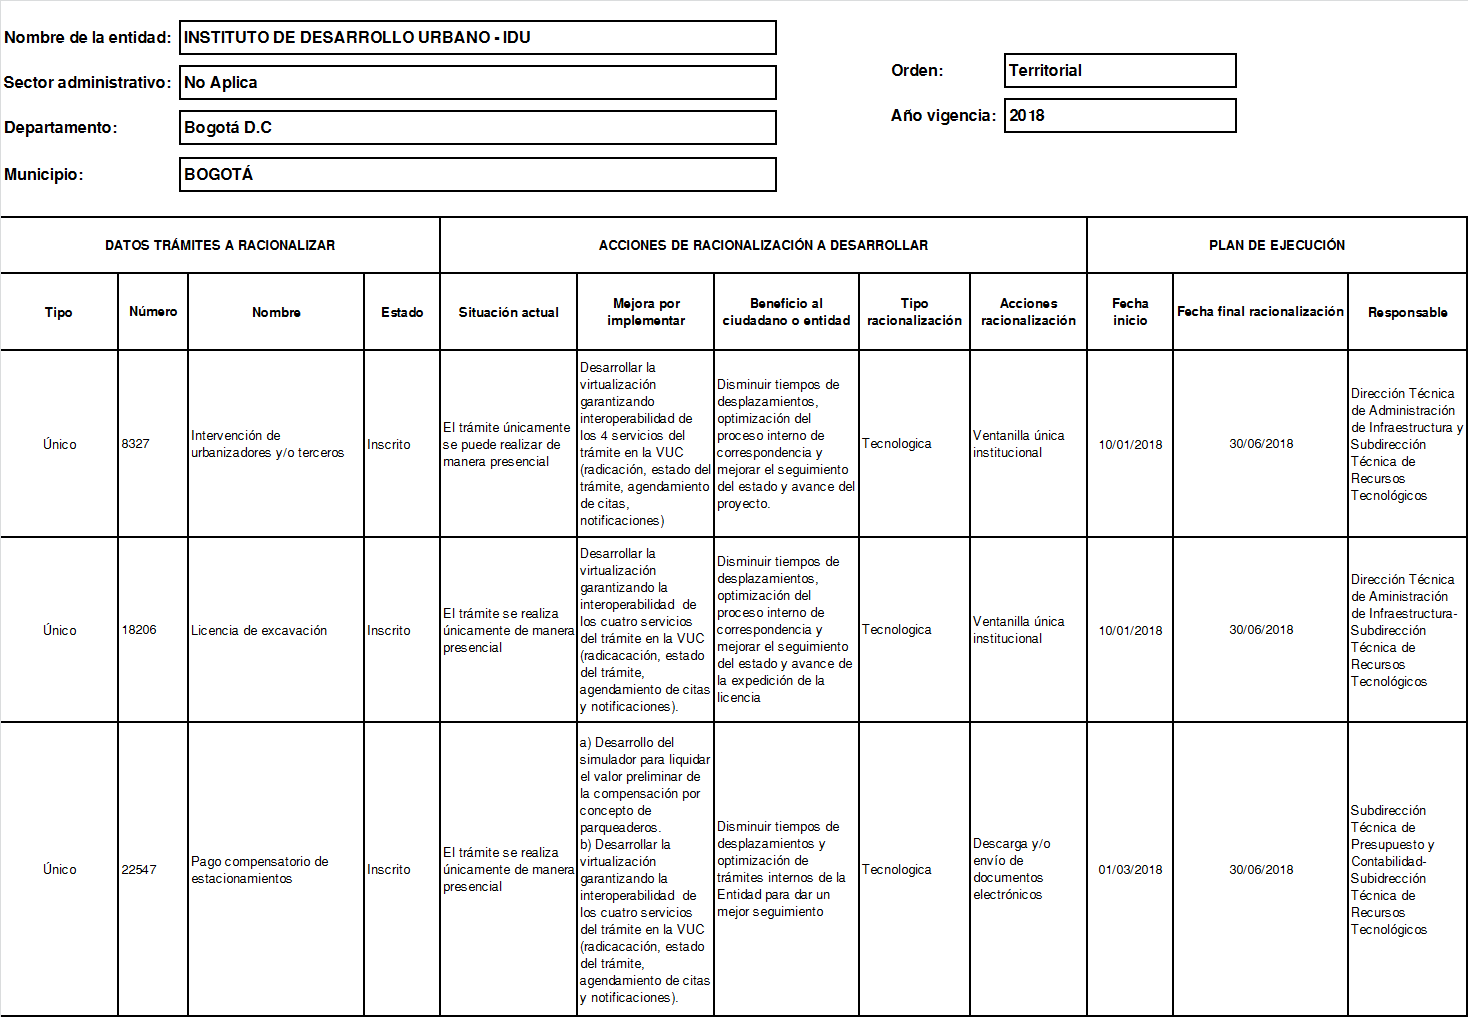 Nombre de la entidad: INSTITUTO DE DESARROLLO URBANO - IDU
Orden: Territorial
Sector administrativo: No Aplica
Año vigencia: 2018
Departamento: Bogotá D.C
Municipio: BOGOTÁ
DATOS TRÁMITES A RACIONALIZAR
ACCIONES DE RACIONALIZACIÓN A DESARROLLAR
PLAN DE EJECUCIÓN
Tipo
Número
Nombre
Estado
Situación actual
Mejora por
implementar
Beneficio al
ciudadano o entidad
Tipo
racionalización
Acciones
racionalización
Fecha
inicio
Fecha final racionalización
Responsable
Único
8327
Intervención de
urbanizadores y/o terceros
Inscrito
El trámite únicamente
se puede realizar de
manera presencial
Desarrollar la
virtualización
garantizando
interoperabilidad de
los 4 servicios del
trámite en la VUC
(radicación, estado del
trámite, agendamiento
de citas,
notificaciones)
Disminuir tiempos de
desplazamientos,
optimización del
proceso interno de
correspondencia y
mejorar el seguimiento
del estado y avance del
proyecto.
Tecnologica
Ventanilla única
institucional
10/01/2018
30/06/2018
Dirección Técnica
de Administración
de Infraestructura y
Subdirección
Técnica de
Recursos
Tecnológicos
Único
18206
Licencia de excavación
Inscrito
El trámite se realiza
únicamente de manera
presencial
Desarrollar la
virtualización
garantizando la
interoperabilidad  de
los cuatro servicios
del trámite en la VUC
(radicacación, estado
del trámite,
agendamiento de citas
y notificaciones).
Disminuir tiempos de
desplazamientos,
optimización del
proceso interno de
correspondencia y
mejorar el seguimiento
del estado y avance de
la expedición de la
licencia
Tecnologica
Ventanilla única
institucional
10/01/2018
30/06/2018
Dirección Técnica
de Aministración
de Infraestructura-
Subdirección
Técnica de
Recursos
Tecnológicos
Único
22547
Pago compensatorio de
estacionamientos
Inscrito
El trámite se realiza
únicamente de manera
presencial
a) Desarrollo del
simulador para liquidar
el valor preliminar de
la compensación por
concepto de
parqueaderos.
b) Desarrollar la
virtualización
garantizando la
interoperabilidad  de
los cuatro servicios
del trámite en la VUC
(radicacación, estado
del trámite,
agendamiento de citas
y notificaciones).
Disminuir tiempos de
desplazamientos y
optimización de
trámites internos de la
Entidad para dar un
mejor seguimiento
Tecnologica
Descarga y/o
envío de
documentos
electrónicos
01/03/2018
30/06/2018
Subdirección
Técnica de
Presupuesto y
Contabilidad-
Subidrección
Técnica de
Recursos
Tecnológicos